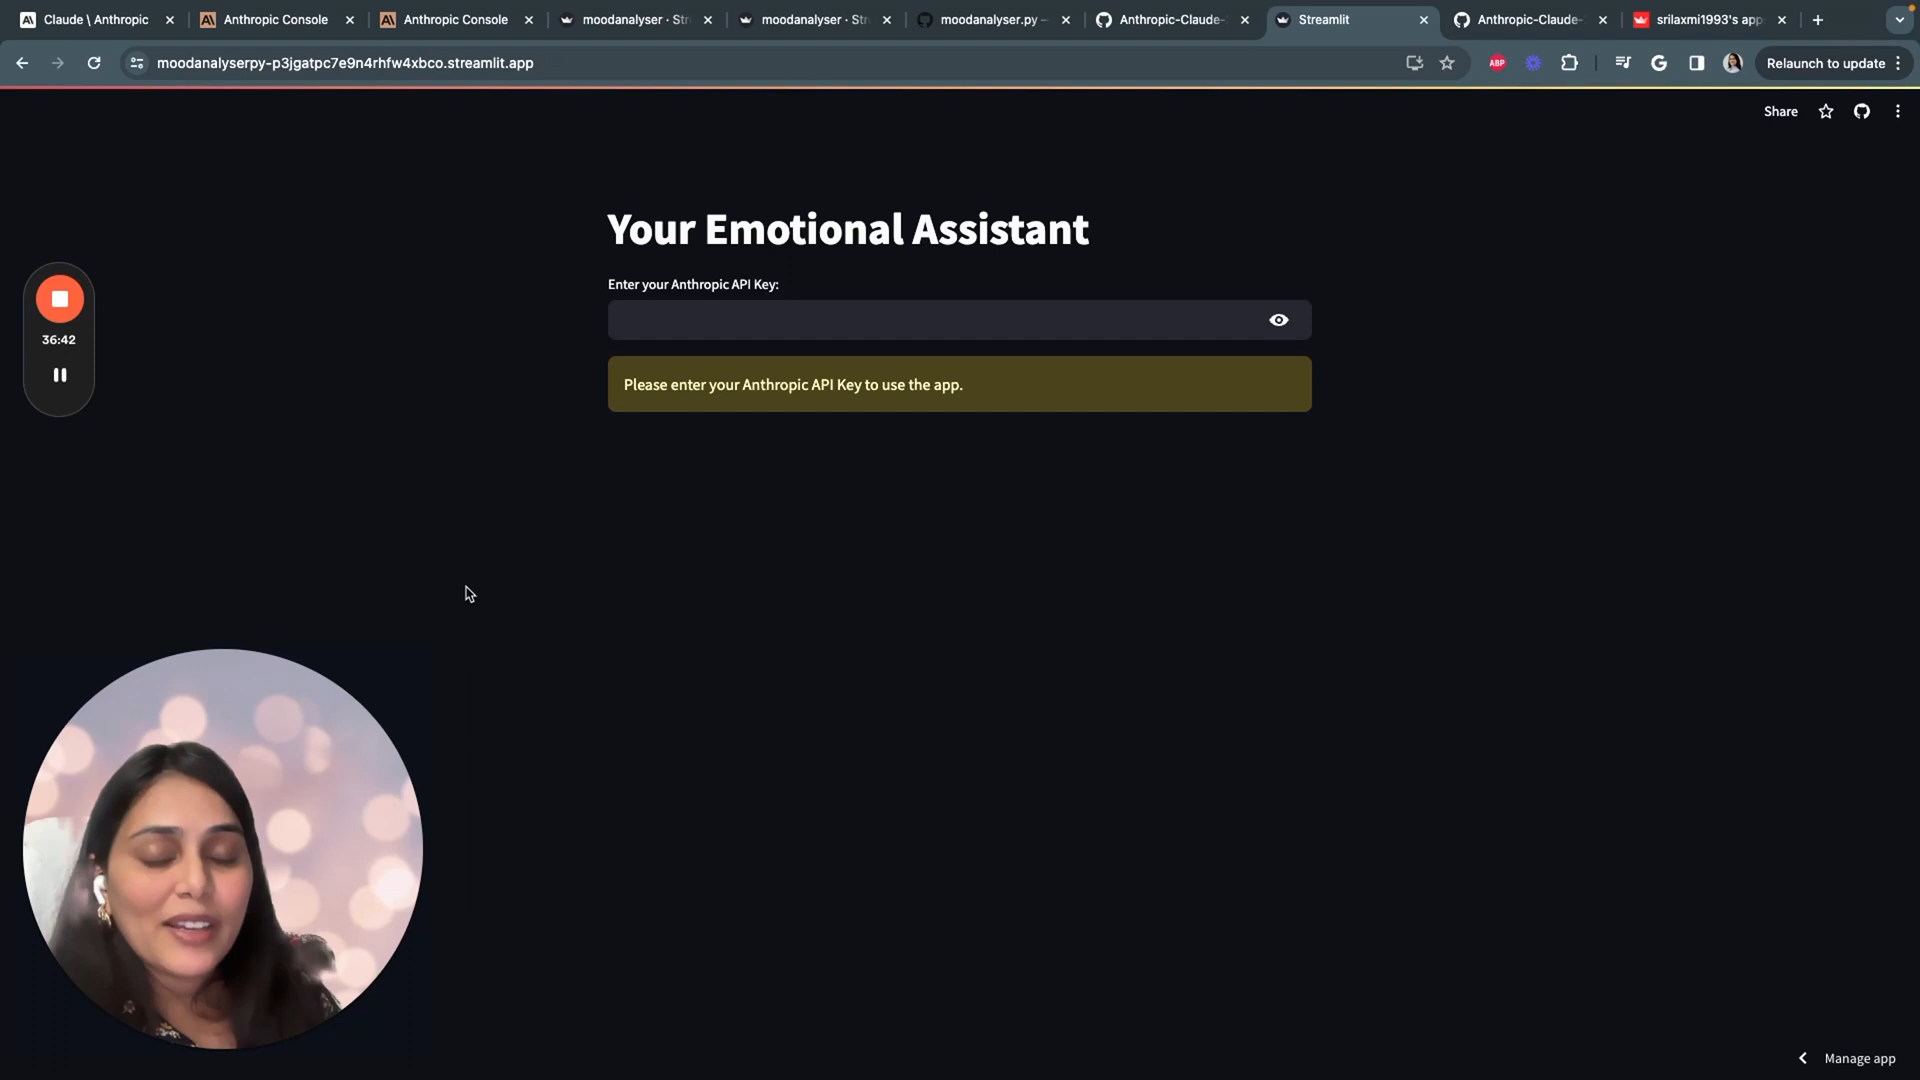 Claude \ Anthropic
Anthropic Console
Anthropic Console
moodanalyser · Str
moodanalyser · Str
moodanalyser.py –
Anthropic-Claude-
Streamlit
Anthropic-Claude-
srilaxmi1993's app
moodanalyserpy-p3jgatpc7e9n4rhfw4xbco.streamlit.app
ABP
Relaunch to update
Share
Your Emotional Assistant
Enter your Anthropic API Key:
Please enter your Anthropic API Key to use the app.
36:42
Manage app